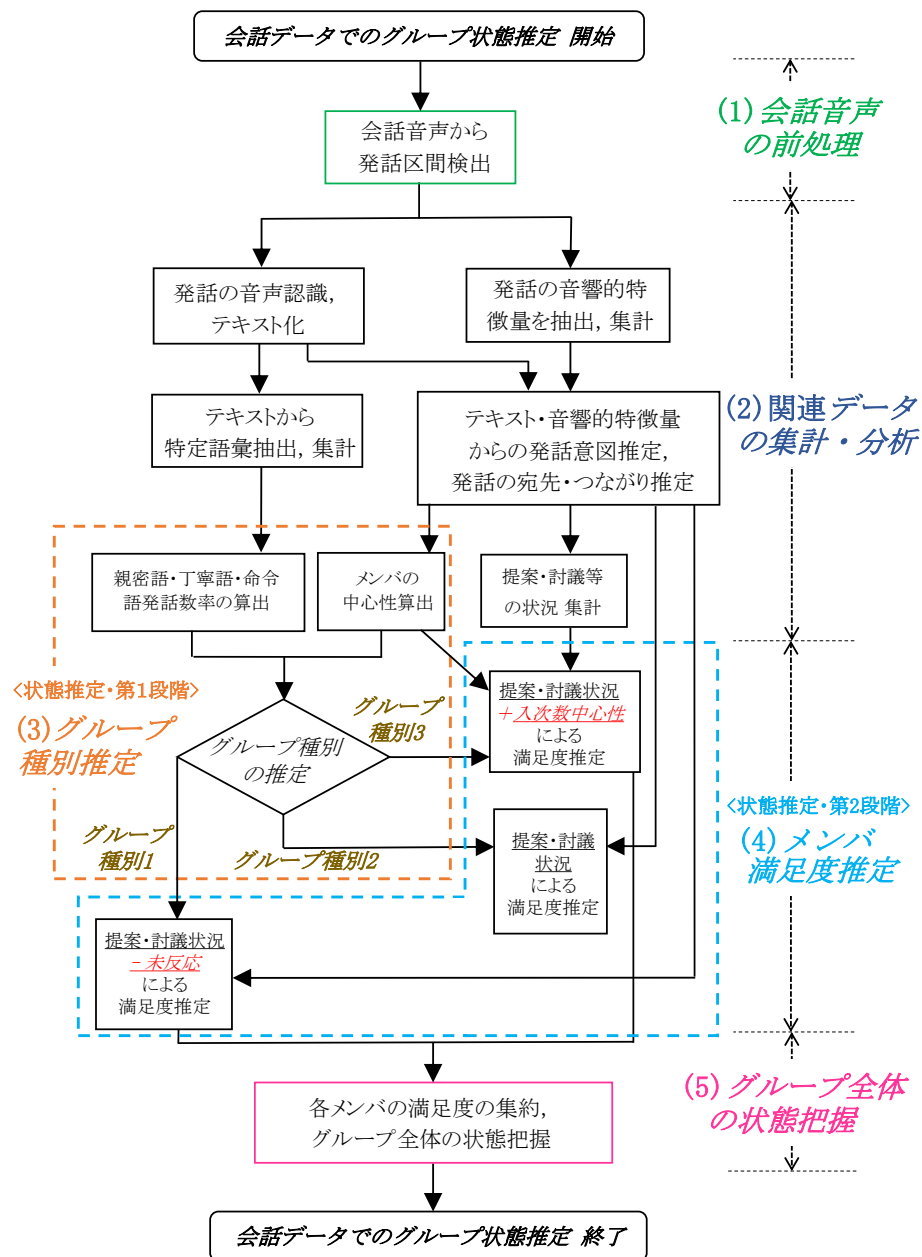 会話データでのグループ状態推定 開始
(1)会話音声
の前処理
会話音声から
発話区間検出
発話の音声認識,
テキスト化
発話の音響的特
徴量を抽出, 集計
(2)関連データ
の集計・分析
テキストから
特定語彙抽出, 集計
テキスト・音響的特徴量
からの発話意図推定,
発話の宛先・つながり推定
親密語・丁寧語・命令
語発話数率の算出
メンバの
中心性算出
提案・討議等
の状況 集計
<状態推定・第1段階>
(3)グループ
種別推定
グループ種別
の推定
グループ
種別3
提案・討議状況
+入次数中心性
による
満足度推定
<状態推定・第2段階>
(4)メンバ
満足度推定
グループ
種別1
グループ種別2
提案・討議
状況
による
満足度推定
提案・討議状況
-未反応
による
満足度推定
(5)グループ全体
の状態把握
各メンバの満足度の集約,
グループ全体の状態把握
会話データでのグループ状態推定 終了